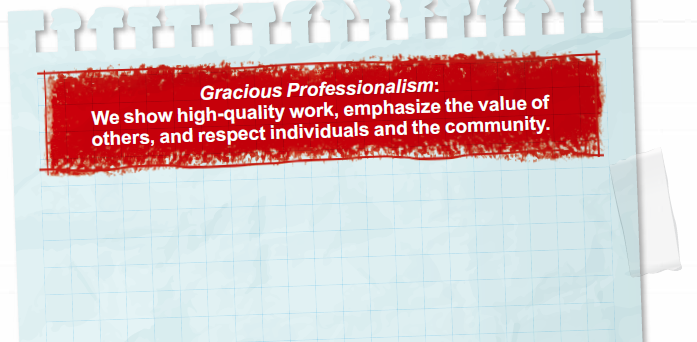 Gracious Professionalism:
We show high-quality work, emphasize the value of
others, and respect individuals and the community.